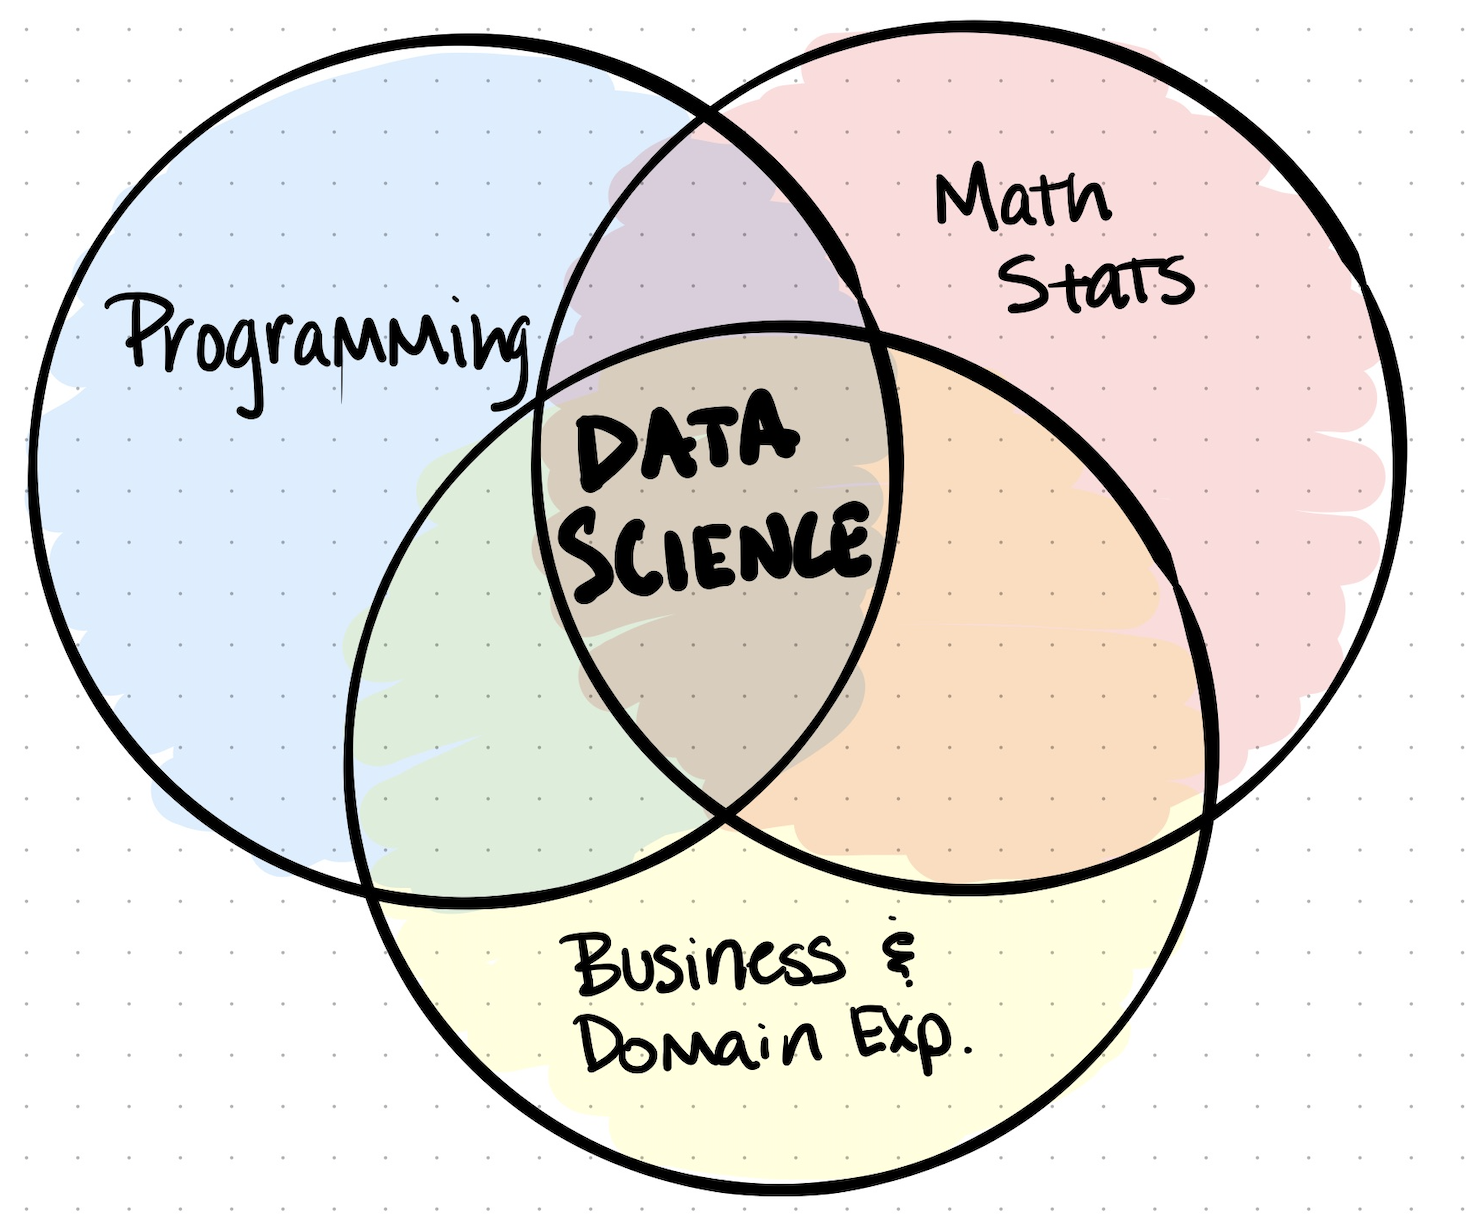 Programming
Math
Stats
DATA
SCIENCE
Business &
Domain Exp.